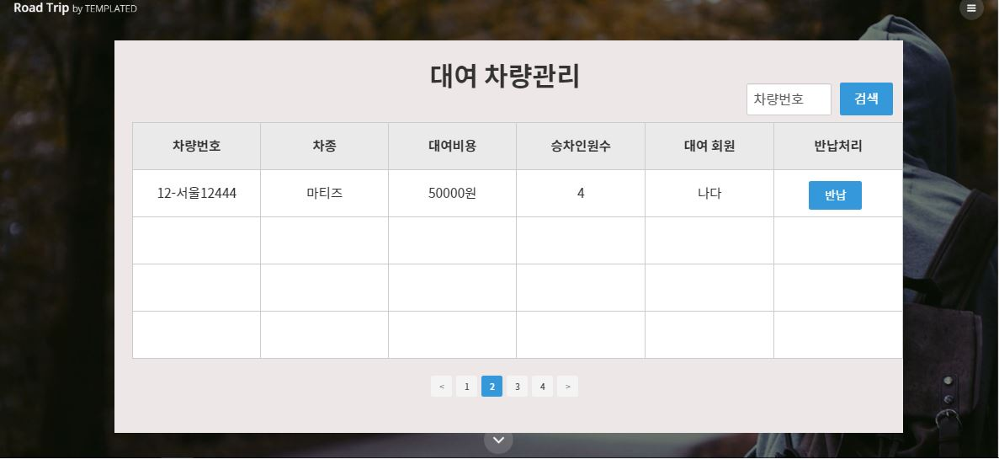 Road Trip by TEMPLATED
대여 차량관리
차량번호 검색
차량번호 차종 대여비용 승차인원수 대여 회원 반납처리
12-서울12444 마티즈 50000원 4 나다 반납
< 1 2 3 4 >